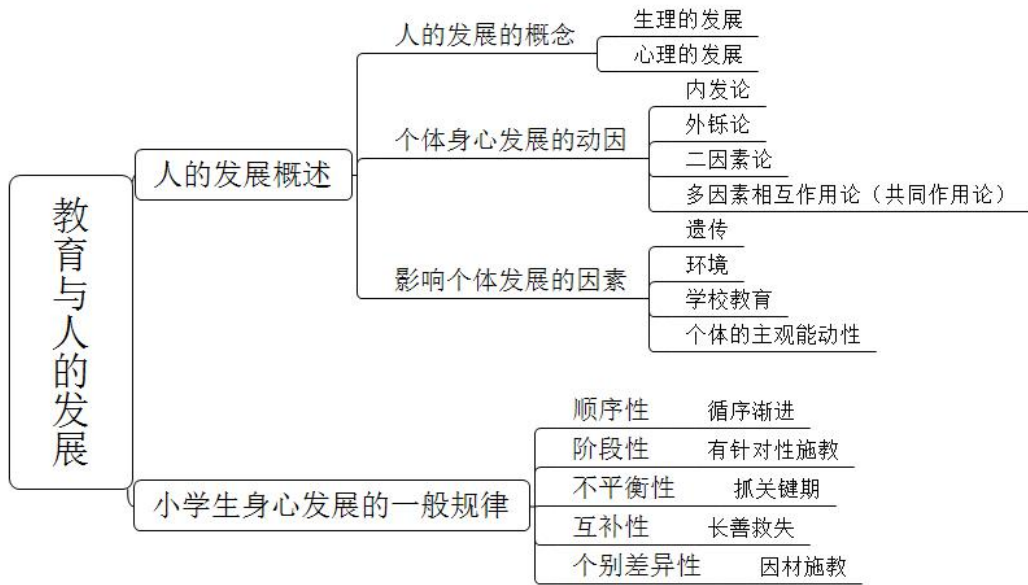 教育与人的发展
人的发展概述
人的发展的概念
生理的发展
心理的发展
个体身心发展的动因
内发论
外铄论
二因素论
多因素相互作用论（共同作用论）
影响个体发展的因素
遗传
环境
学校教育
个体的主观能动性
小学生身心发展的一般规律
顺序性 循序渐进
阶段性 有针对性施教
不平衡性 抓关键期
互补性 长善救失
个别差异性 因材施教